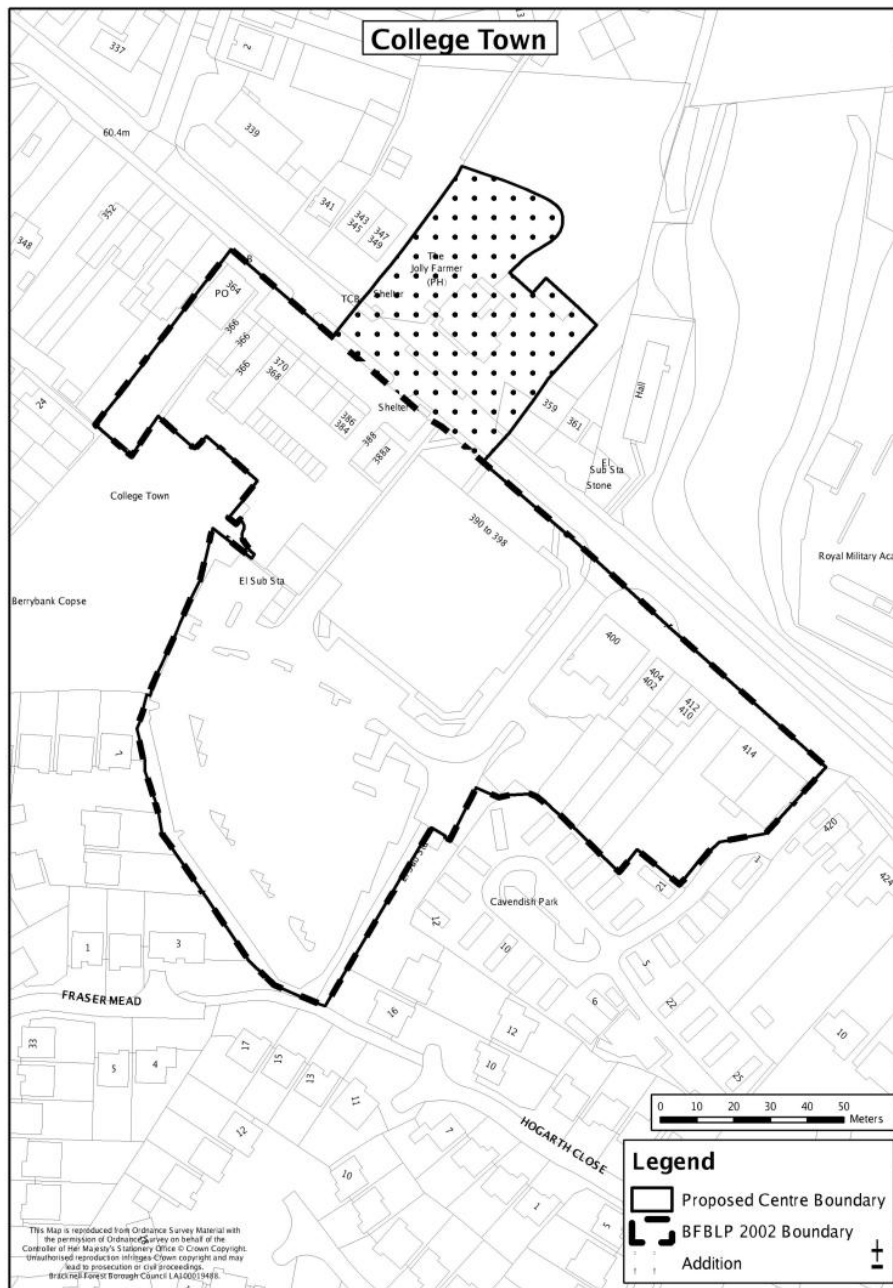 College Town
337
2
13
60.4m
339
352
341
343
345
347
349
348
The
Jolly Farmer
(PH)
Shelter
TCB
B
364
PO
366
366
366
370
368
Shelter
386
384
388
388a
359
361
Hall
El
Sub Sta
Stone
24
College Town
390 to 398
El Sub Sta
Royal Military Aca
Berrybank Copse
400
404
402
412
410
414
7
420
424
1
21
El Sub Sta
Cavendish Park
12
10
1
3
5
22
6
FRASER MEAD
16
12
10
10
33
5
4
17
15
13
11
25
12
7
HOGARTH CLOSE
10
1
5
0 10 20 30 40 50
Meters
Legend
Proposed Centre Boundary
BFBLP 2002 Boundary
Addition
This Map is reproduced from Ordnance Survey Material with
the permission of Ordnance Survey on behalf of the
Controller of Her Majesty's Stationery Office © Crown Copyright.
Unauthorised reproduction infringes Crown copyright and may
lead to prosecution or civil proceedings.
Bracknell Forest Borough Council LA100019488.